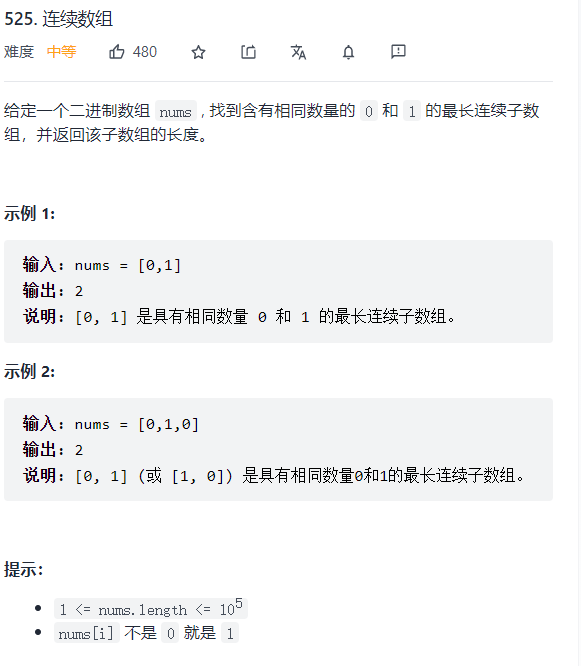 525. 连续数组
难度 中等 480
给定一个二进制数组 nums , 找到含有相同数量的 0 和 1 的最长连续子数
组，并返回该子数组的长度。
示例 1:
输入: nums = [0,1]
输出: 2
说明: [0, 1] 是具有相同数量 0 和 1 的最长连续子数组。
示例 2:
输入: nums = [0,1,0]
输出: 2
说明: [0, 1] (或 [1, 0]) 是具有相同数量0和1的最长连续子数组。
提示：
1 <= nums.length <= 10⁵
nums[i] 不是 0 就是 1